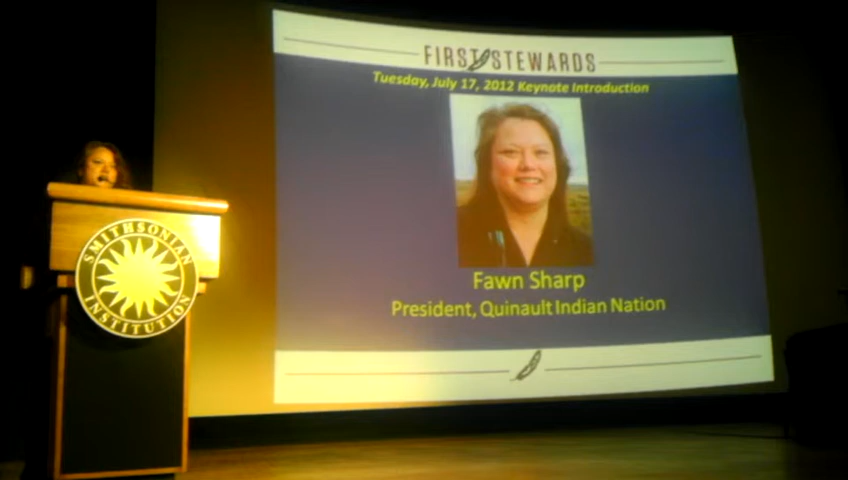 FIRST STEWARDS
Tuesday, July 17, 2012 Keynote Introduction
Fawn Sharp
President, Quinault Indian Nation
SMITHSONIAN
INSTITUTION